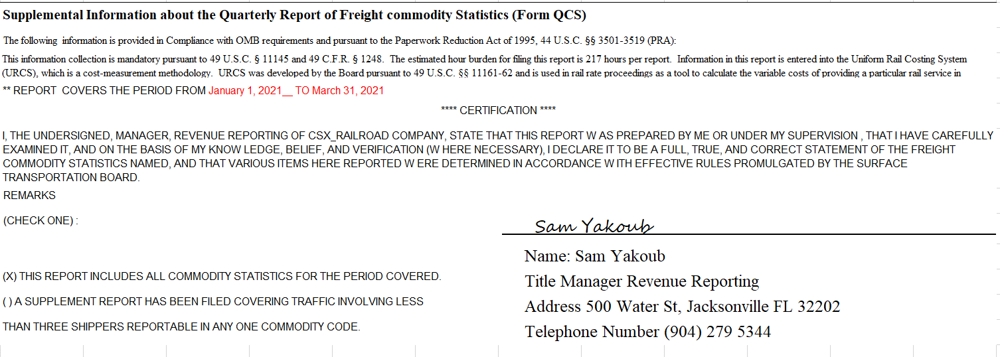 Supplemental Information about the Quarterly Report of Freight commodity Statistics (Form QCS)
The following information is provided in Compliance with OMB requirements and pursuant to the Paperwork Reduction Act of 1995, 44 U.S.C. §§ 3501-3519 (PRA):
This information collection is mandatory pursuant to 49 U.S.C. § 11145 and 49 C.F.R. § 1248. The estimated hour burden for filing this report is 217 hours per report. Information in this report is entered into the Uniform Rail Costing System
(URCS), which is a cost-measurement methodology. URCS was developed by the Board pursuant to 49 U.S.C. §§ 11161-62 and is used in rail rate proceedings as a tool to calculate the variable costs of providing a particular rail service in
** REPORT COVERS THE PERIOD FROM January 1, 2021__ TO March 31, 2021
**** CERTIFICATION ****
I, THE UNDERSIGNED, MANAGER, REVENUE REPORTING OF CSX_RAILROAD COMPANY, STATE THAT THIS REPORT W AS PREPARED BY ME OR UNDER MY SUPERVISION , THAT I HAVE CAREFULLY
EXAMINED IT, AND ON THE BASIS OF MY KNOW LEDGE, BELIEF, AND VERIFICATION (W HERE NECESSARY), I DECLARE IT TO BE A FULL, TRUE, AND CORRECT STATEMENT OF THE FREIGHT
COMMODITY STATISTICS NAMED, AND THAT VARIOUS ITEMS HERE REPORTED W ERE DETERMINED IN ACCORDANCE W ITH EFFECTIVE RULES PROMULGATED BY THE SURFACE
TRANSPORTATION BOARD.
REMARKS
(CHECK ONE) :
Sam Yakoub
Name: Sam Yakoub
Title Manager Revenue Reporting
Address 500 Water St, Jacksonville FL 32202
Telephone Number (904) 279 5344
(X) THIS REPORT INCLUDES ALL COMMODITY STATISTICS FOR THE PERIOD COVERED.
( ) A SUPPLEMENT REPORT HAS BEEN FILED COVERING TRAFFIC INVOLVING LESS
THAN THREE SHIPPERS REPORTABLE IN ANY ONE COMMODITY CODE.